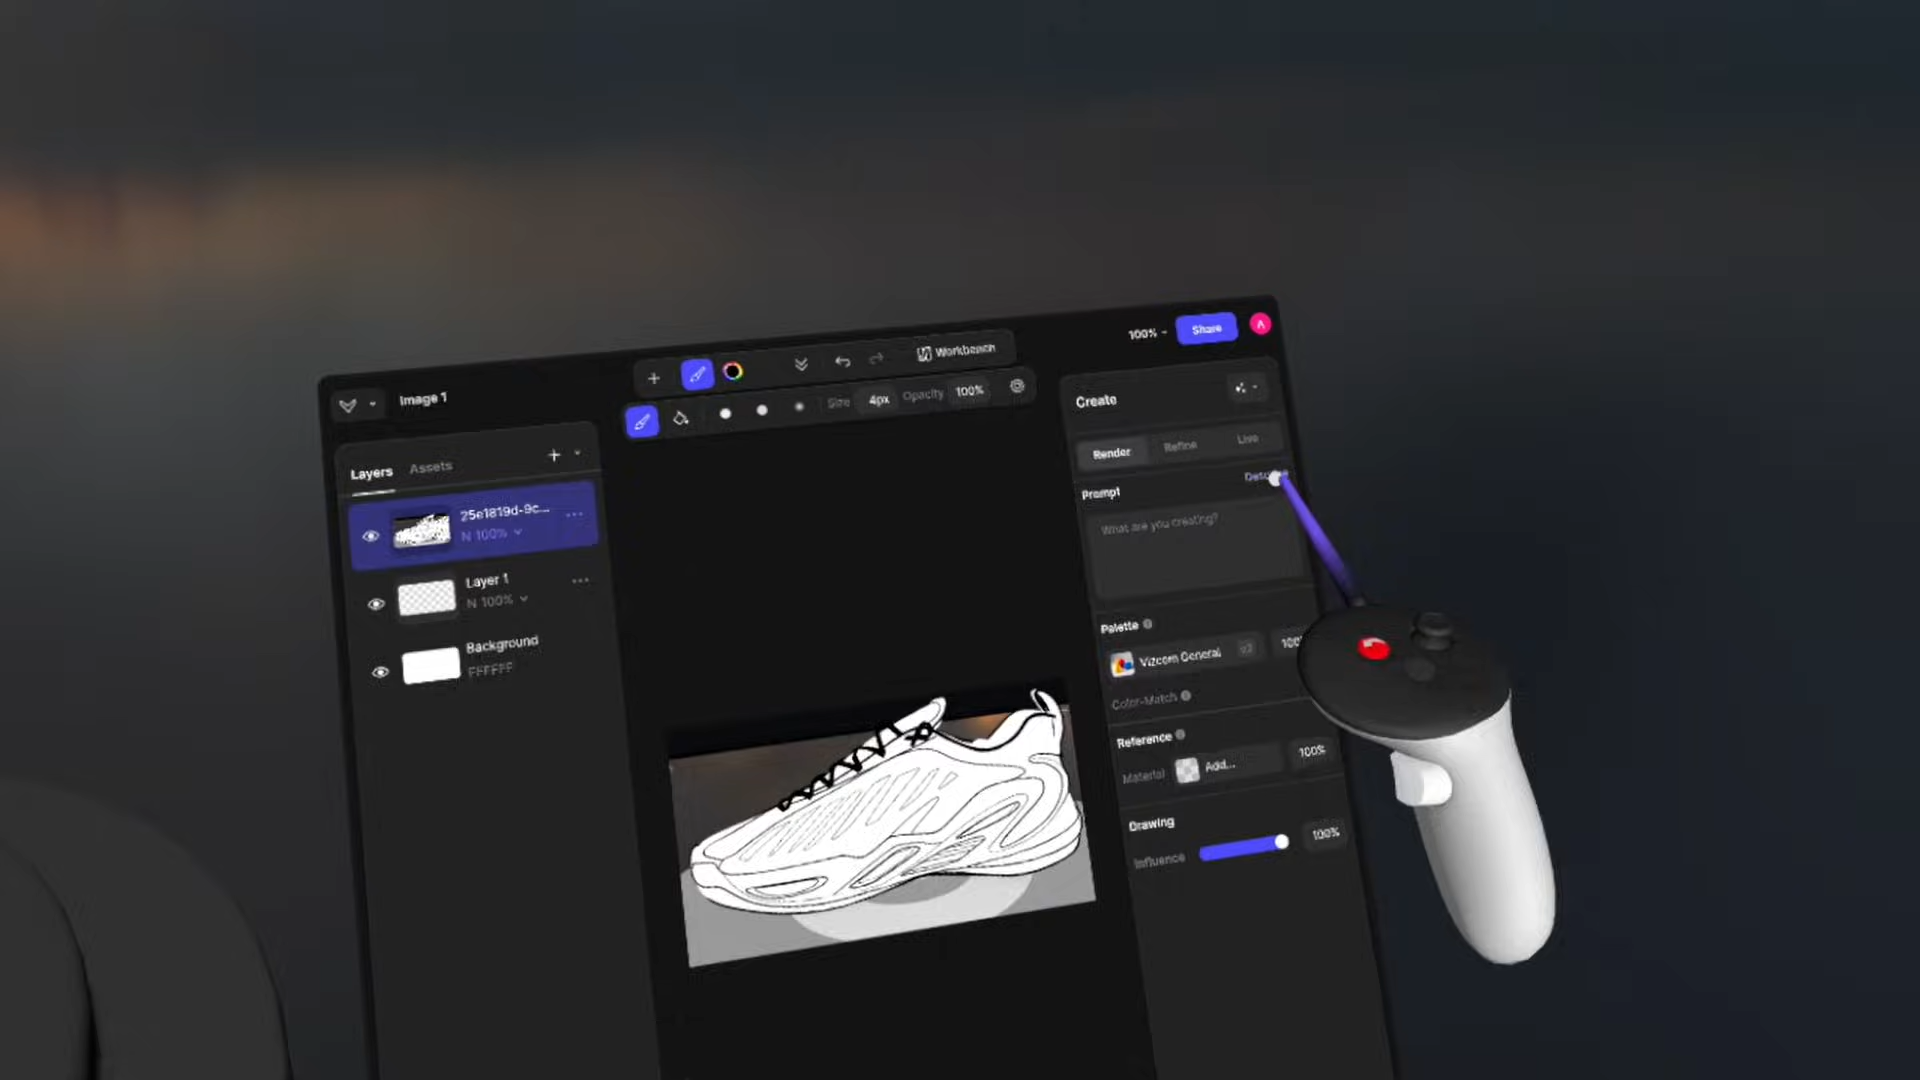 Image 1
Workbench
100%
Share
A
Size 4px Opacity 100%
Create
Layers Assets
Render Refine Live
Prompt
25e1819d-9c...
N 100%
What are you creating?
Layer 1
N 100%
Background
FFFFFF
Palette
Vizcom General v2
Color-Match
Reference
Material Add... 100%
Drawing
Influence 100%